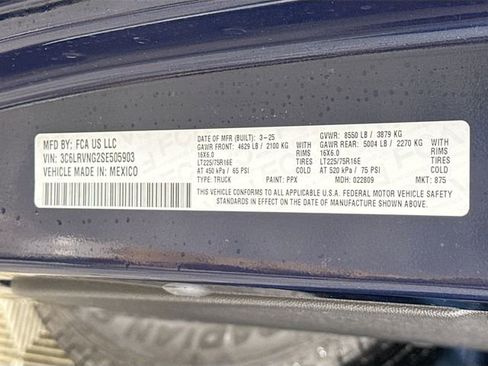 MFD BY: FCA US LLC
VIN: 3C6LRVNG2SE505903
VEHICLE MADE IN: MEXICO
DATE OF MFR (BUILT): 3-25 GVWR: 8550 LB / 3879 KG
GAWR FRONT: 4629 LB / 2100 KG WITH GAWR REAR: 5004 LB / 2270 KG WITH
16X6.0 RIMS 16X6.0 RIMS
LT225/75R16E TIRES LT225/75R16E TIRES
AT 450 kPa / 65 PSI COLD AT 520 kPa / 75 PSI COLD
THIS VEHICLE CONFORMS TO ALL APPLICABLE U.S.A. FEDERAL MOTOR VEHICLE SAFETY
STANDARDS IN EFFECT ON THE DATE OF MANUFACTURE SHOWN ABOVE.
TYPE: TRUCK PAINT: PPX MDH: 022809 MKT: 875